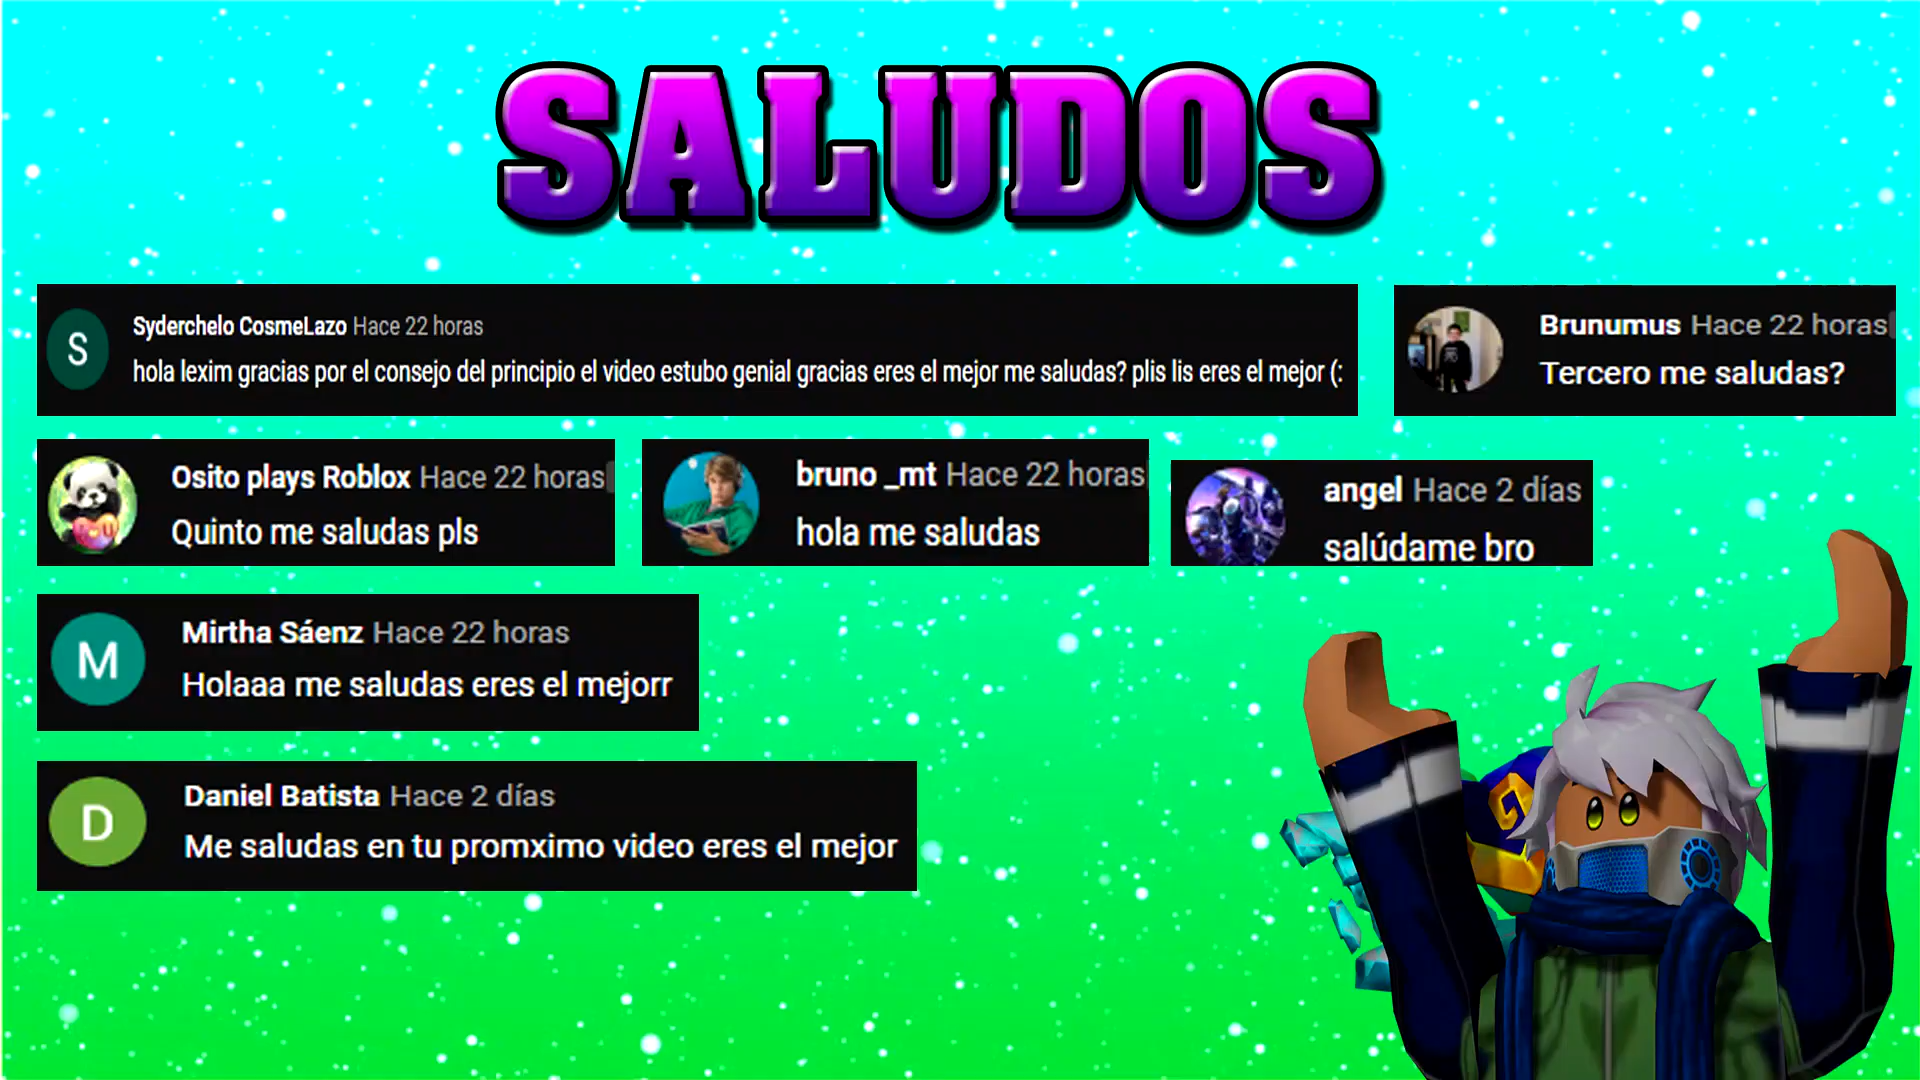 SALUDOS
S
Syderchelo CosmeLazo Hace 22 horas
hola lexim gracias por el consejo del principio el video estubo genial gracias eres el mejor me saludas? plis lis eres el mejor (:
Brunumus Hace 22 horas
Tercero me saludas?
Osito plays Roblox Hace 22 horas
Quinto me saludas pls
bruno _mt Hace 22 horas
hola me saludas
angel Hace 2 días
salúdame bro
M
Mirtha Sáenz Hace 22 horas
Holaaa me saludas eres el mejorr
D
Daniel Batista Hace 2 días
Me saludas en tu promximo video eres el mejor